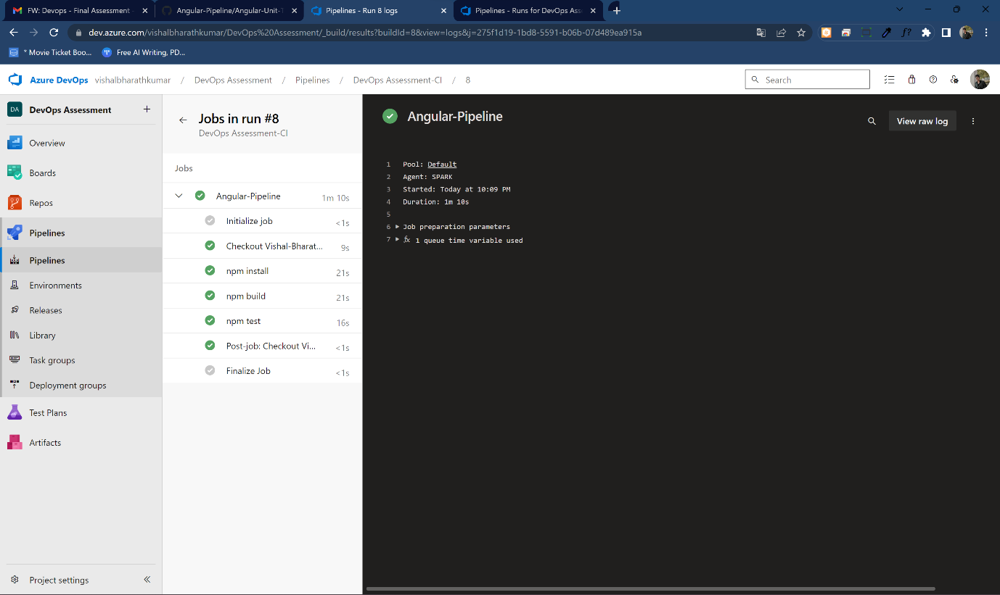 FW: Devops - Final Assessment -
Angular-Pipeline/Angular-Unit-T
Pipelines - Run 8 logs
Pipelines - Runs for DevOps Ass
dev.azure.com/vishalbharathkumar/DevOps%20Assessment/_build/results?buildId=8&view=logs&j=275f1d19-1bd8-5591-b06b-07d489ea915a
f?
* Movie Ticket Boo...
Free AI Writing, PD...
Azure DevOps vishalbharathkumar / DevOps Assessment / Pipelines / DevOps Assessment-CI / 8
Search
DA DevOps Assessment
Overview
Boards
Repos
Pipelines
Pipelines
Environments
Releases
Library
Task groups
Deployment groups
Test Plans
Artifacts
Project settings
Jobs in run #8
DevOps Assessment-CI
Jobs
Angular-Pipeline 1m 10s
Initialize job <1s
Checkout Vishal-Bharat... 9s
npm install 21s
npm build 21s
npm test 16s
Post-job: Checkout Vi... <1s
Finalize Job <1s
Angular-Pipeline
View raw log
1 Pool: Default
2 Agent: SPARK
3 Started: Today at 10:09 PM
4 Duration: 1m 10s
5
6 Job preparation parameters
7 fx 1 queue time variable used